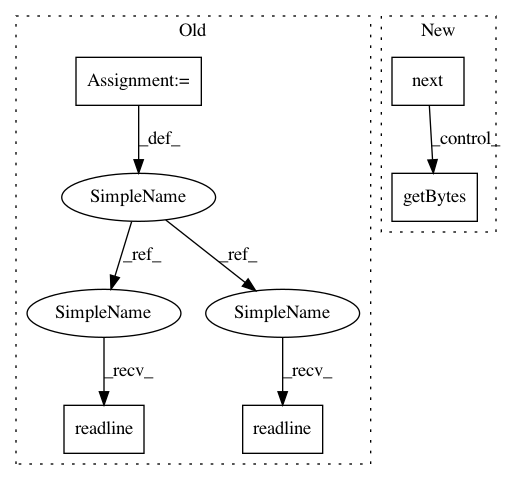 Old
New
Assignment:=
next
_def_
_control_
SimpleName
getBytes
_ref_
_ref_
SimpleName
SimpleName
_recv_
_recv_
readline
readline